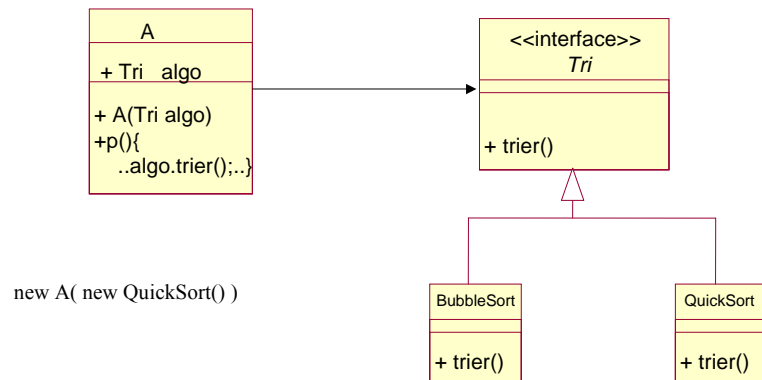 A
+ Tri algo
+ A(Tri algo)
+p(){
..algo.trier();..}
<<interface>>
Tri
+ trier()
new A( new QuickSort() )
BubbleSort
+ trier()
QuickSort
+ trier()